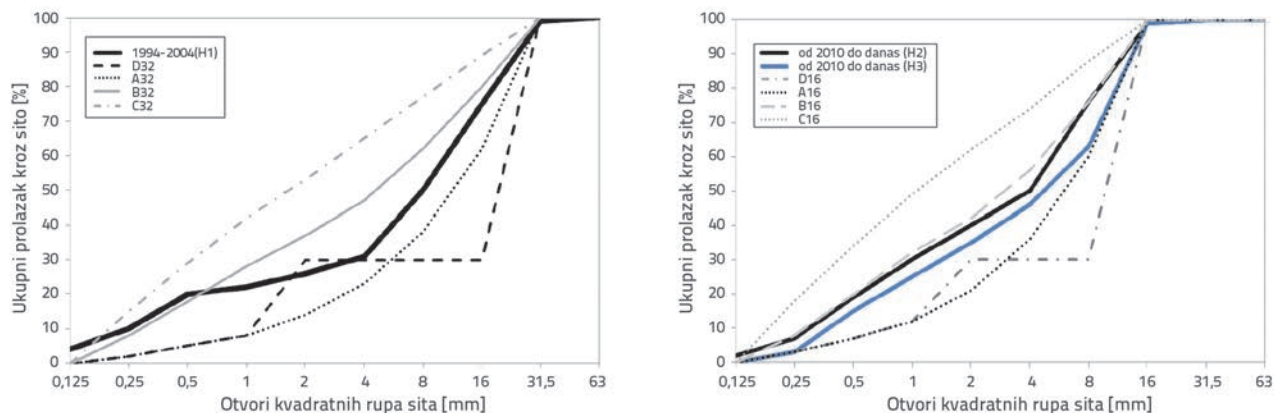 Ukupni prolazak kroz sito [%]
100
90
80
70
60
50
40
30
20
10
0
1994-2004(H1)
D32
A32
B32
C32
0,125 0,25 0,5 1 2 4 8 16 31,5 63
Otvori kvadratnih rupa sita [mm]
Ukupni prolazak kroz sito [%]
100
90
80
70
60
50
40
30
20
10
0
od 2010 do danas (H2)
od 2010 do danas (H3)
D16
A16
B16
C16
0,125 0,25 0,5 1 2 4 8 16 31,5 63
Otvori kvadratnih rupa sita [mm]